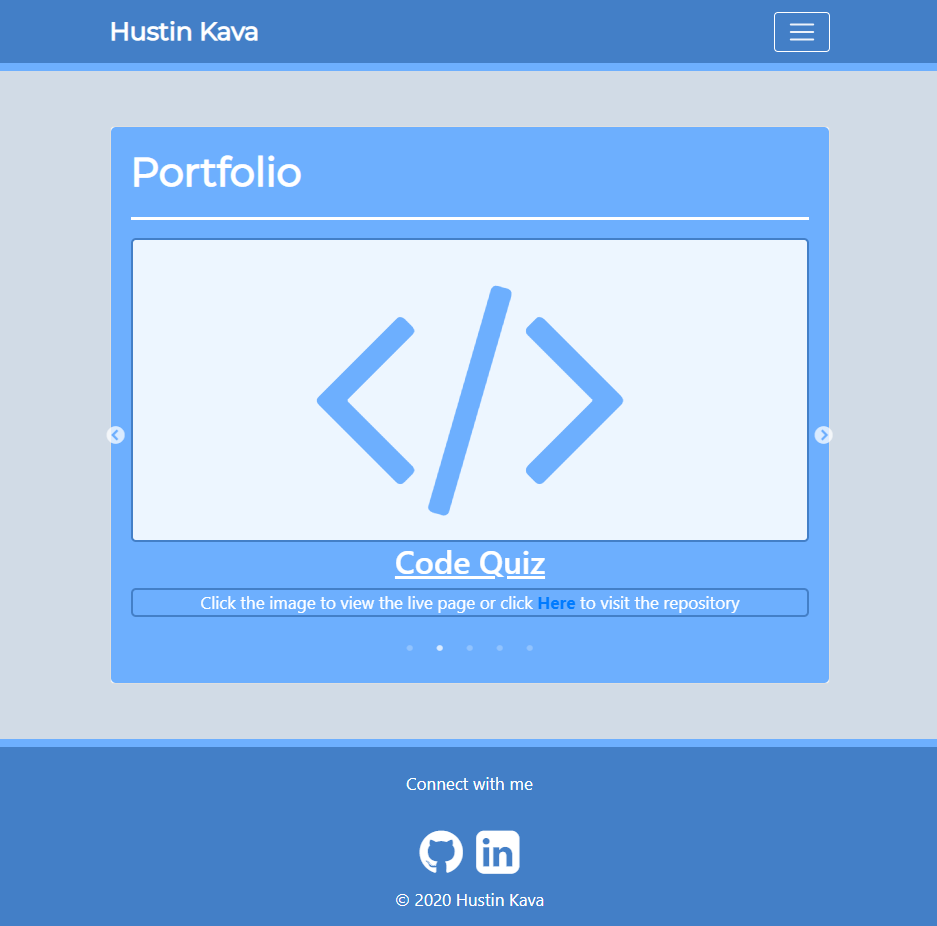 Hustin Kava
Portfolio
</>
Code Quiz
Click the image to view the live page or click Here to visit the repository
Connect with me
in
© 2020 Hustin Kava